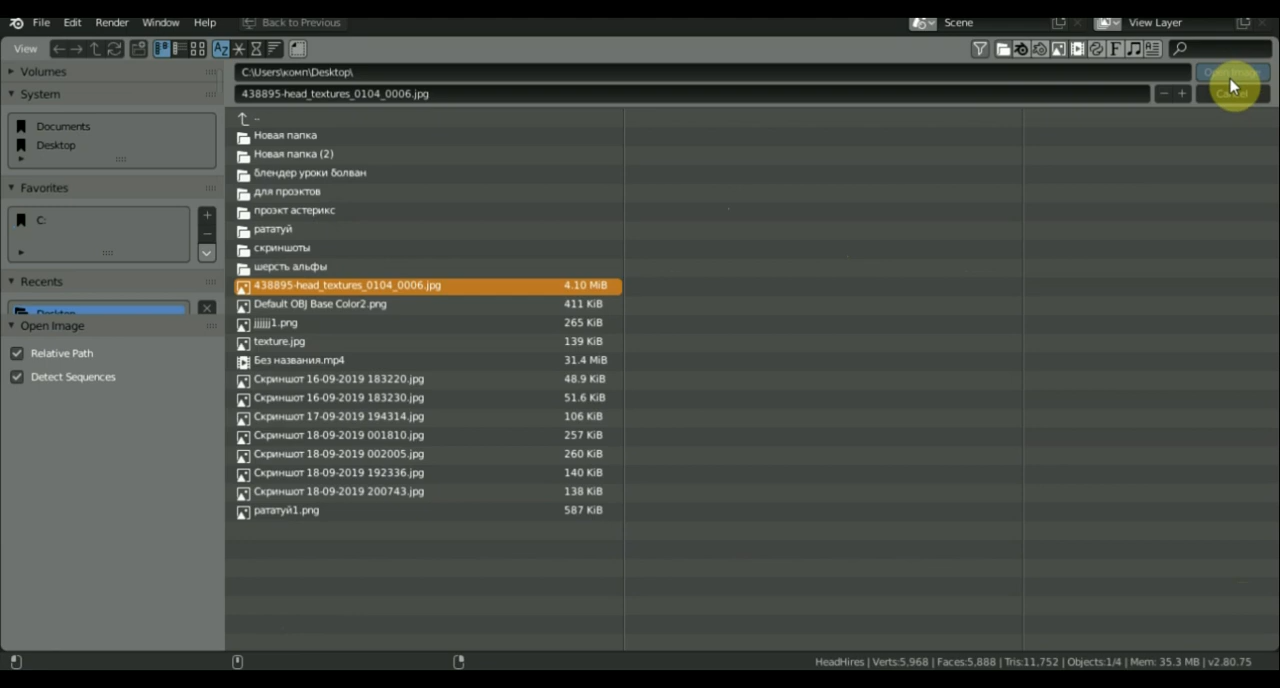 File Edit Render Window Help Back to Previous Scene View Layer
View
Volumes
C:\Users\комп\Desktop\
System
438895-head_textures_0104_0006.jpg
Documents
Desktop
Favorites
C:
Recents
Desktop
Open Image
Relative Path
Detect Sequences
..
Новая папка
Новая папка (2)
блендер уроки болван
для проэктов
проэкт астерикс
рататуй
скриншоты
шерсть альфы
438895-head_textures_0104_0006.jpg 4.10 MiB
Default OBJ Base Color2.png 411 KiB
jjjjjj1.png 265 KiB
texture.jpg 139 KiB
Без названия.mp4 31.4 MiB
Скриншот 16-09-2019 183220.jpg 48.9 KiB
Скриншот 16-09-2019 183230.jpg 51.6 KiB
Скриншот 17-09-2019 194314.jpg 106 KiB
Скриншот 18-09-2019 001810.jpg 257 KiB
Скриншот 18-09-2019 002005.jpg 260 KiB
Скриншот 18-09-2019 192336.jpg 140 KiB
Скриншот 18-09-2019 200743.jpg 138 KiB
рататуй1.png 587 KiB
HeadHires | Verts:5,968 | Faces:5,888 | Tris:11,752 | Objects:1/4 | Mem: 35.3 MB | v2.80.75